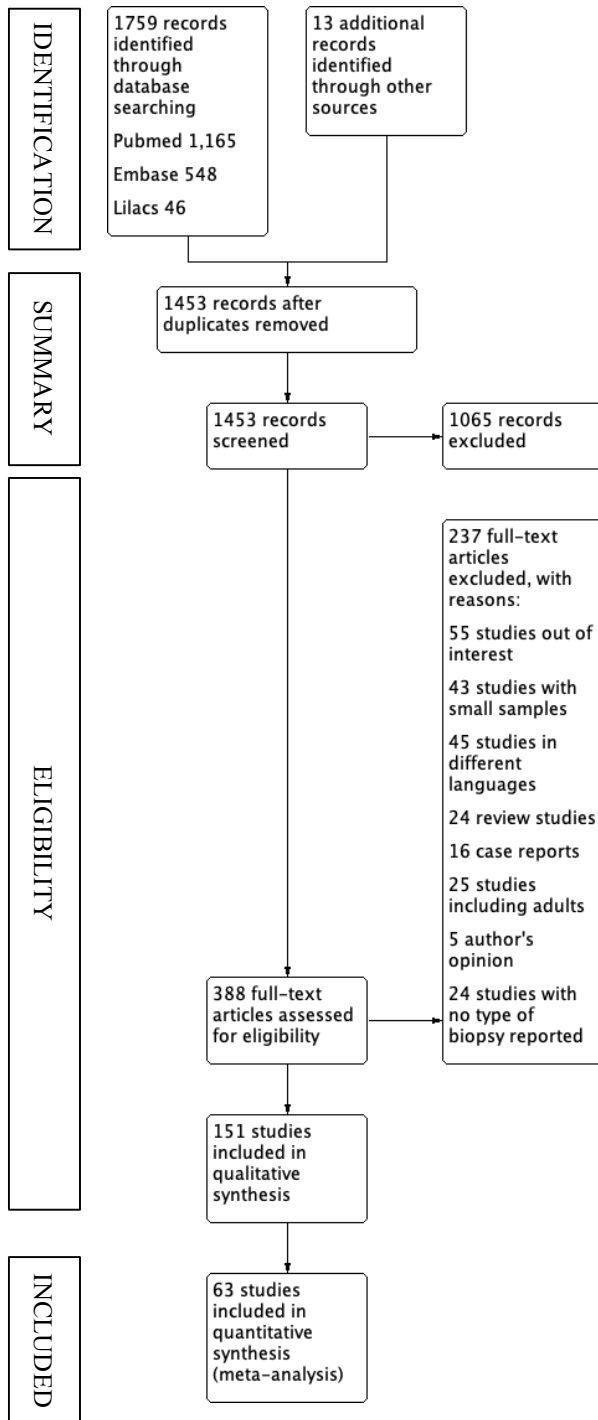 IDENTIFICATION
1759 records
identified
through
database
searching
Pubmed 1,165
Embase 548
Lilacs 46
13 additional
records
identified
through other
sources
SUMMARY
1453 records after
duplicates removed
1453 records
screened
1065 records
excluded
ELIGIBILITY
237 full-text
articles
excluded, with
reasons:
55 studies out of
interest
43 studies with
small samples
45 studies in
different
languages
24 review studies
16 case reports
25 studies
including adults
5 author's
opinion
24 studies with
no type of
biopsy reported
388 full-text
articles assessed
for eligibility
151 studies
included in
qualitative
synthesis
INCLUDED
63 studies
included in
quantitative
synthesis
(meta-analysis)